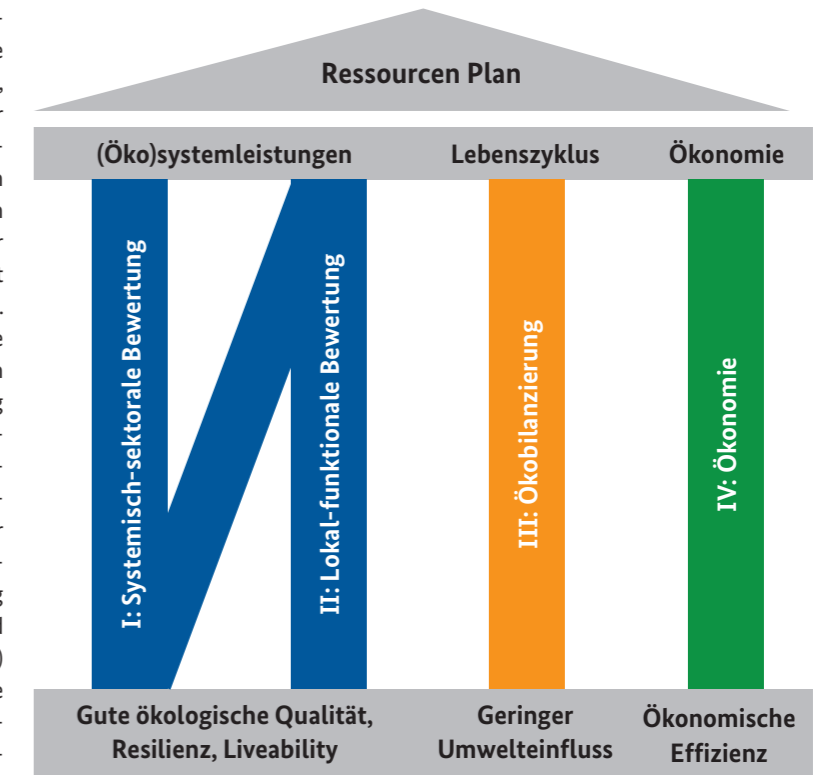 Ressourcen Plan
(Öko)systemleistungen
Lebenszyklus
Ökonomie
I: Systemisch-sektorale Bewertung
II: Lokal-funktionale Bewertung
III: Ökobilanzierung
IV: Ökonomie
Gute ökologische Qualität,
Resilienz, Liveability
Geringer
Umwelteinfluss
Ökonomische
Effizienz